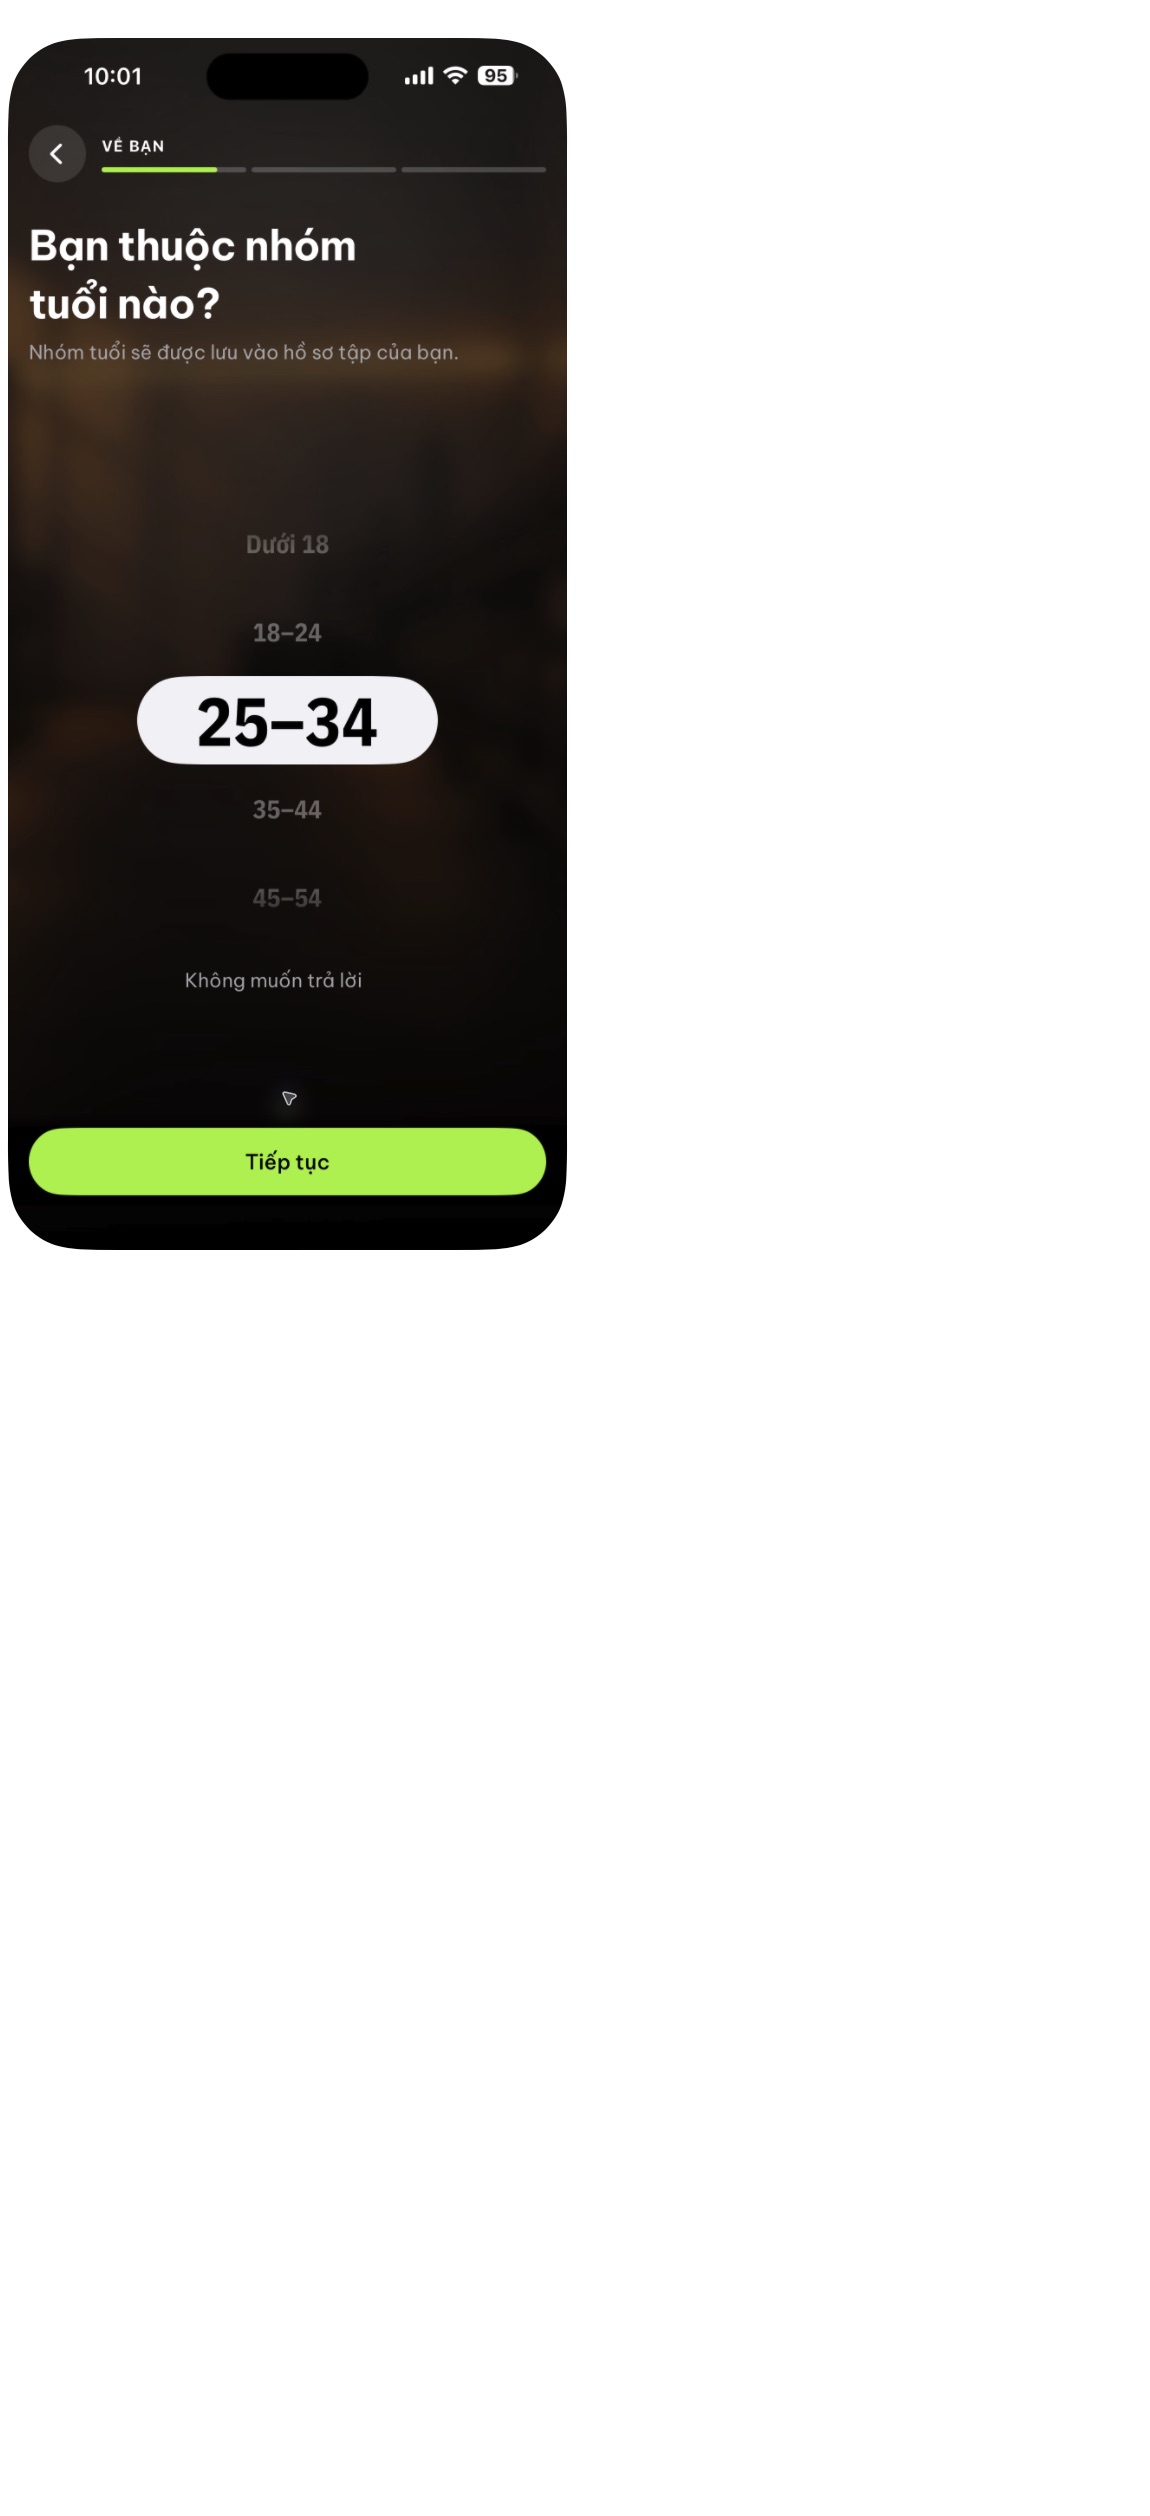 10:01
95
VỀ BẠN
Bạn thuộc nhóm
tuổi nào?
Nhóm tuổi sẽ được lưu vào hồ sơ tập của bạn.
Dưới 18
18–24
25–34
35–44
45–54
Không muốn trả lời
Tiếp tục